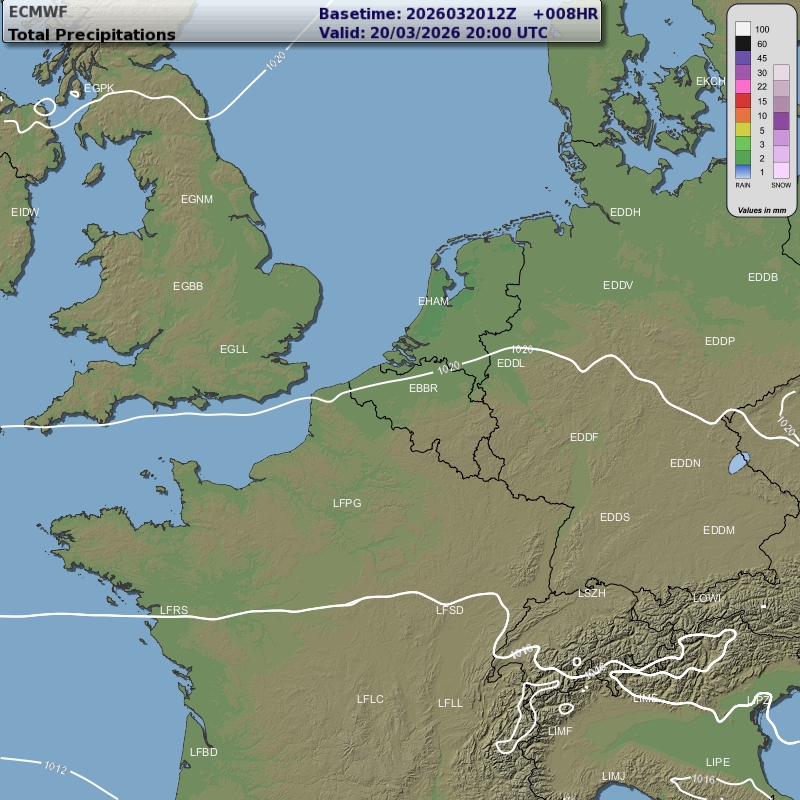 ECMWF
Basetime: 2026032012Z +008HR
Total Precipitations
Valid: 20/03/2026 20:00 UTC
100
60
45
30
22
15
10
5
3
2
1
RAIN
SNOW
Values in mm
1020
EGPK
EKCH
EGNM
EIDW
EDDH
EGBB
EDDV
EDDB
EHAM
EDDP
EGLL
1020
EDDL
1020
EBBR
1020
EDDF
EDDN
LFPG
EDDS
EDDM
LSZH
LOWI
LFRS
LFSD
1016
1016
LFLC
LFLL
LIME
LIPZ
LIMF
LFBD
1012
LIPE
LIMJ
1016